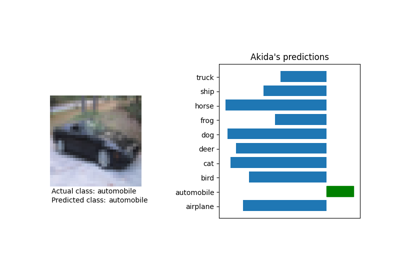 Akida's predictions
truck
ship
horse
frog
dog
deer
cat
bird
automobile
airplane
Actual class: automobile
Predicted class: automobile